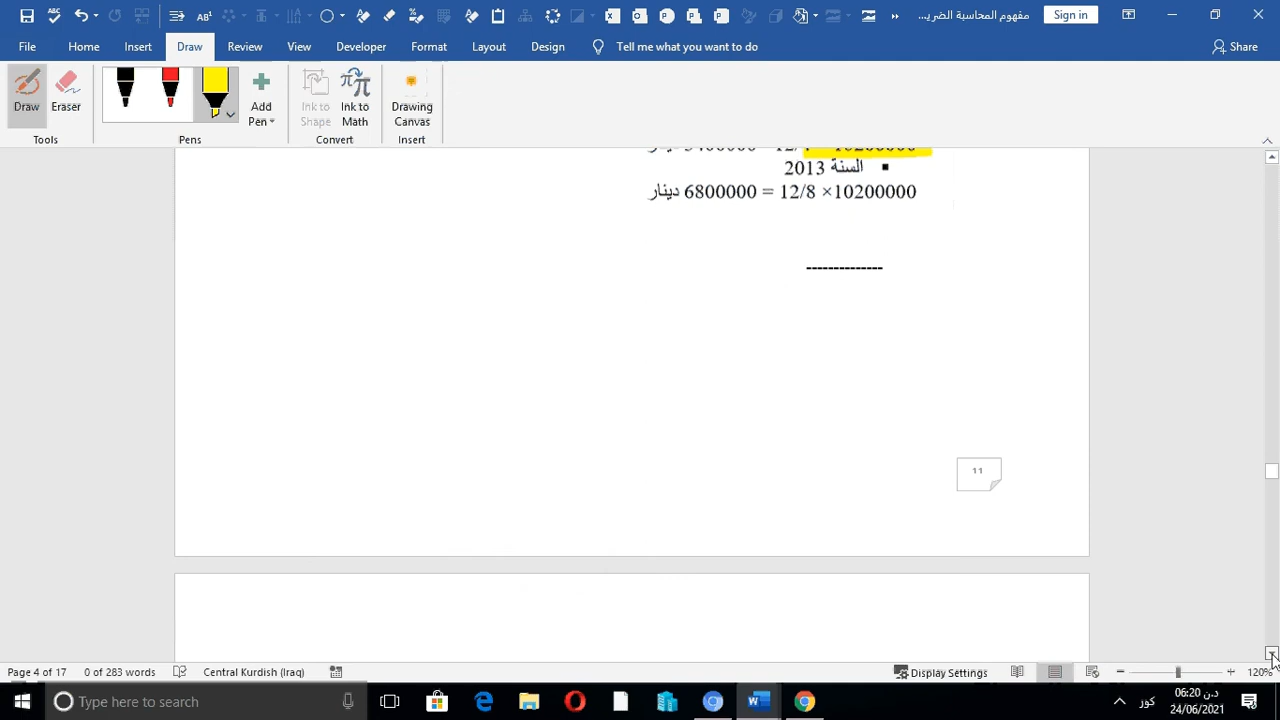 مفهوم المحاسبة الضري...
Sign in
File
Home
Insert
Draw
Review
View
Developer
Format
Layout
Design
Tell me what you want to do
Share
Draw
Eraser
Add Pen
Ink to Shape
Ink to Math
Drawing Canvas
Tools
Pens
Convert
Insert
السنة 2013
10200000× 12/8 = 6800000 دينار
--------------
11
Page 4 of 17
0 of 283 words
Central Kurdish (Iraq)
Display Settings
120%
Type here to search
كور
06:20 د.ن
24/06/2021